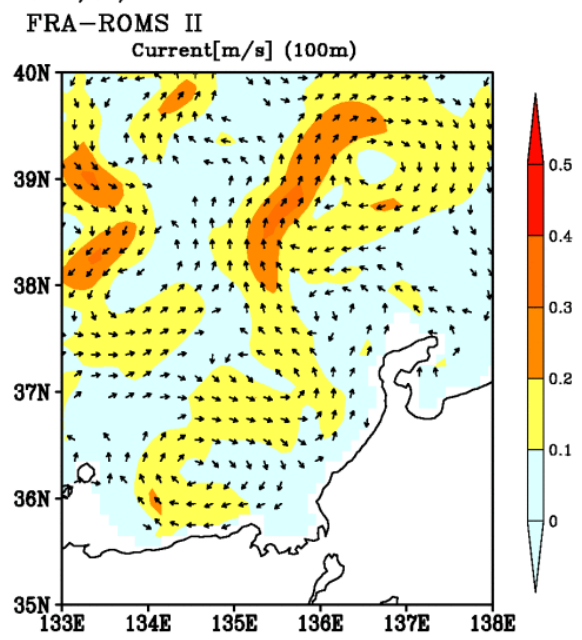 FRA-ROMS II
Current[m/s] (100m)
40N
39N
38N
37N
36N
35N
133E 134E 135E 136E 137E 138E
0.5
0.4
0.3
0.2
0.1
0